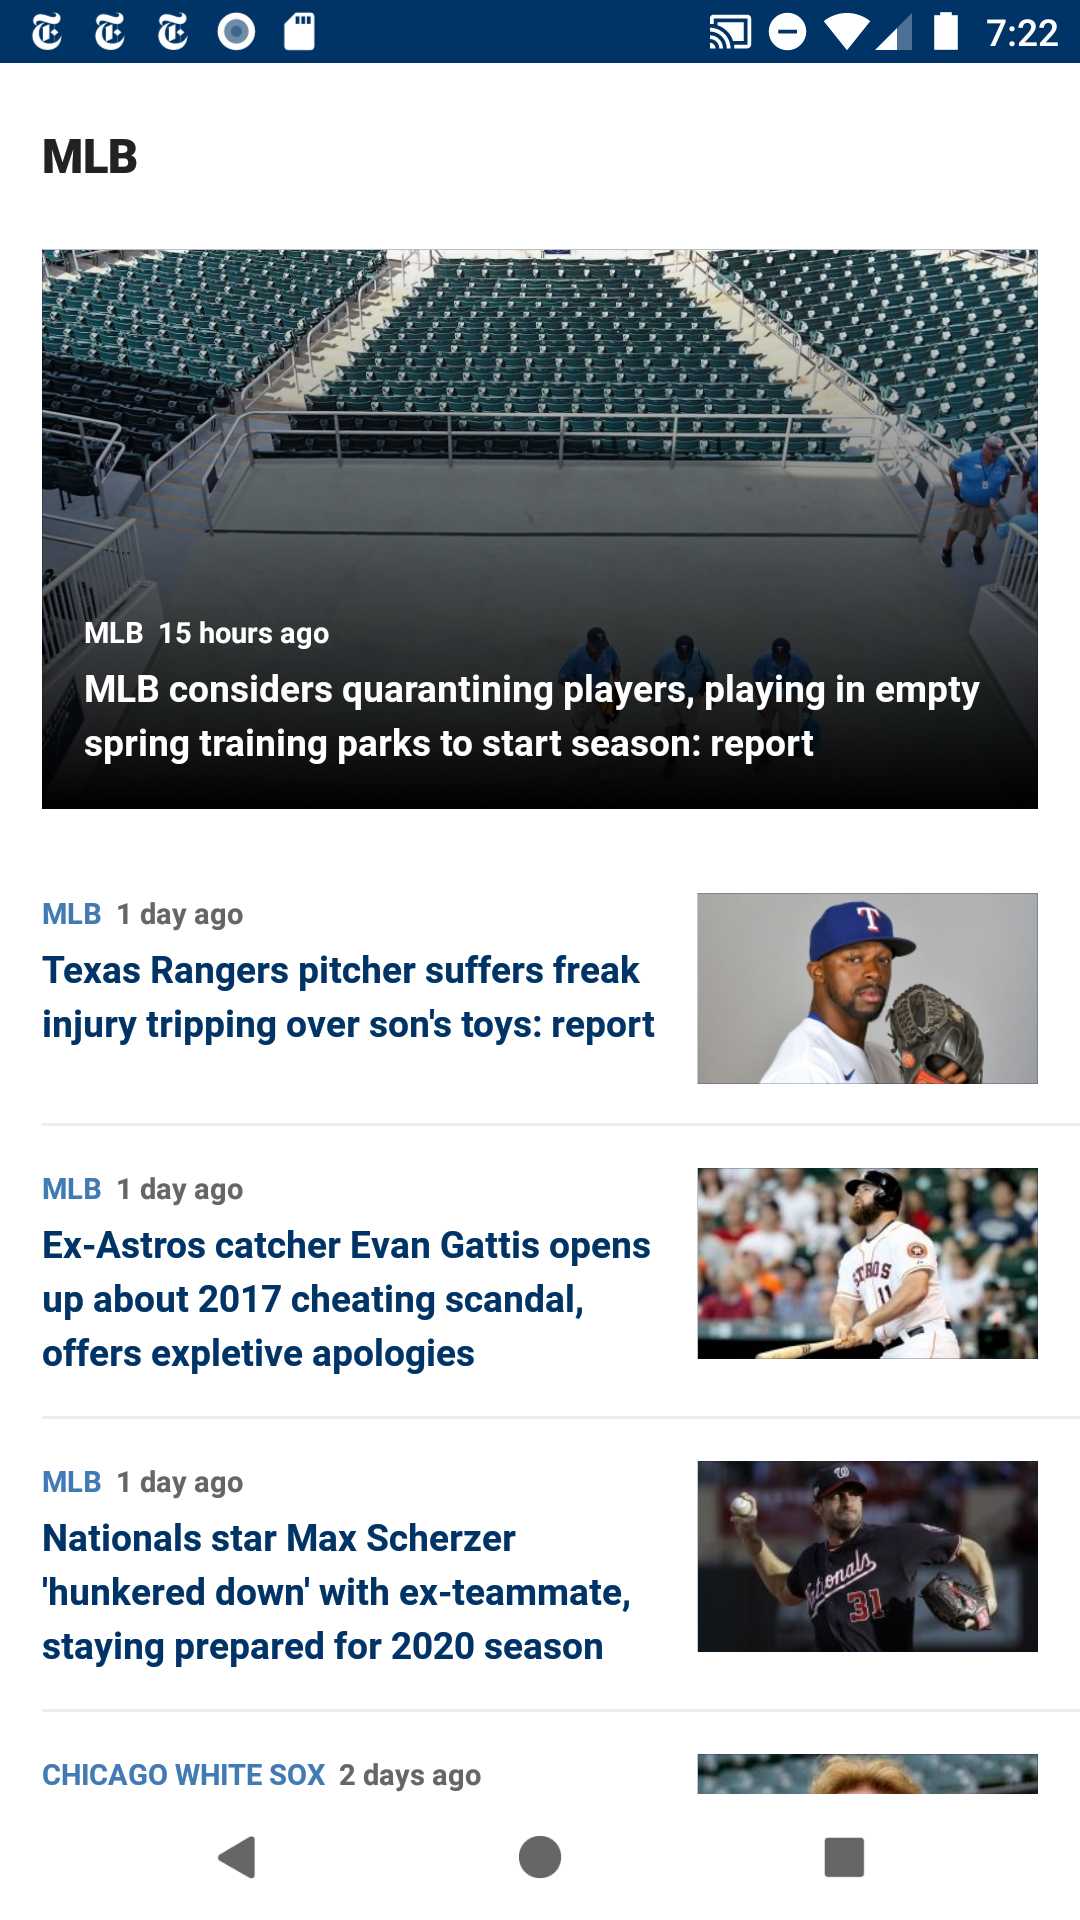 7:22
MLB
MLB 15 hours ago
MLB considers quarantining players, playing in empty
spring training parks to start season: report
MLB 1 day ago
Texas Rangers pitcher suffers freak
injury tripping over son's toys: report
T
MLB 1 day ago
Ex-Astros catcher Evan Gattis opens
up about 2017 cheating scandal,
offers expletive apologies
11
MLB 1 day ago
Nationals star Max Scherzer
'hunkered down' with ex-teammate,
staying prepared for 2020 season
W
Nationals
31
CHICAGO WHITE SOX 2 days ago